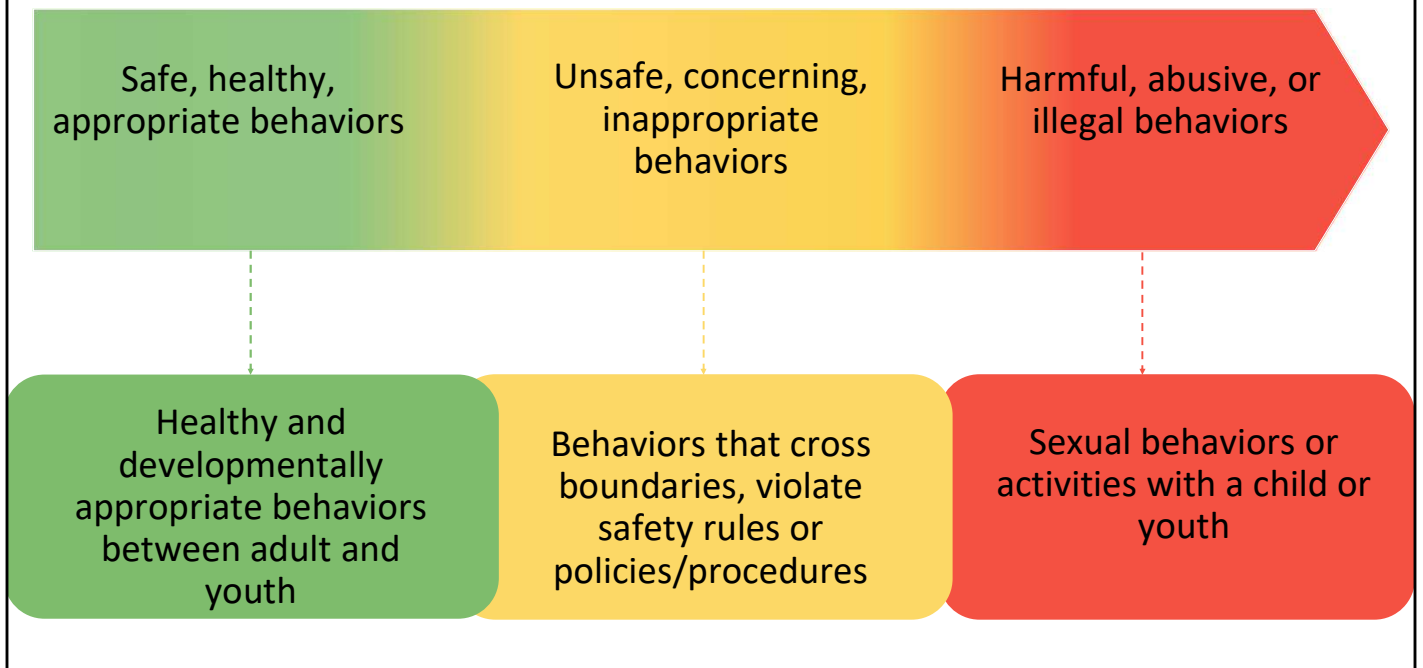 Safe, healthy,
appropriate behaviors
Unsafe, concerning,
inappropriate
behaviors
Harmful, abusive, or
illegal behaviors
Healthy and
developmentally
appropriate behaviors
between adult and
youth
Behaviors that cross
boundaries, violate
safety rules or
policies/procedures
Sexual behaviors or
activities with a child or
youth